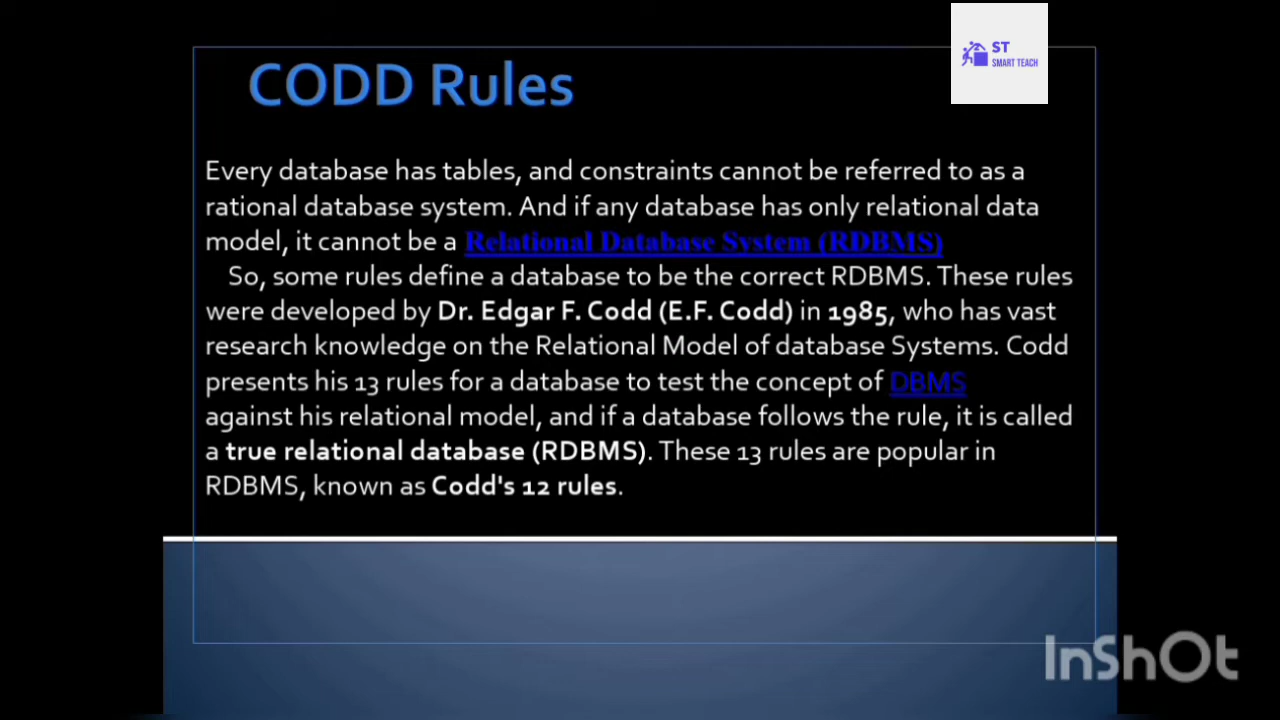 ST
SMART TEACH
CODD Rules
Every database has tables, and constraints cannot be referred to as a
rational database system. And if any database has only relational data
model, it cannot be a Relational Database System (RDBMS)
So, some rules define a database to be the correct RDBMS. These rules
were developed by Dr. Edgar F. Codd (E.F. Codd) in 1985, who has vast
research knowledge on the Relational Model of database Systems. Codd
presents his 13 rules for a database to test the concept of DBMS
against his relational model, and if a database follows the rule, it is called
a true relational database (RDBMS). These 13 rules are popular in
RDBMS, known as Codd's 12 rules.
InShOt